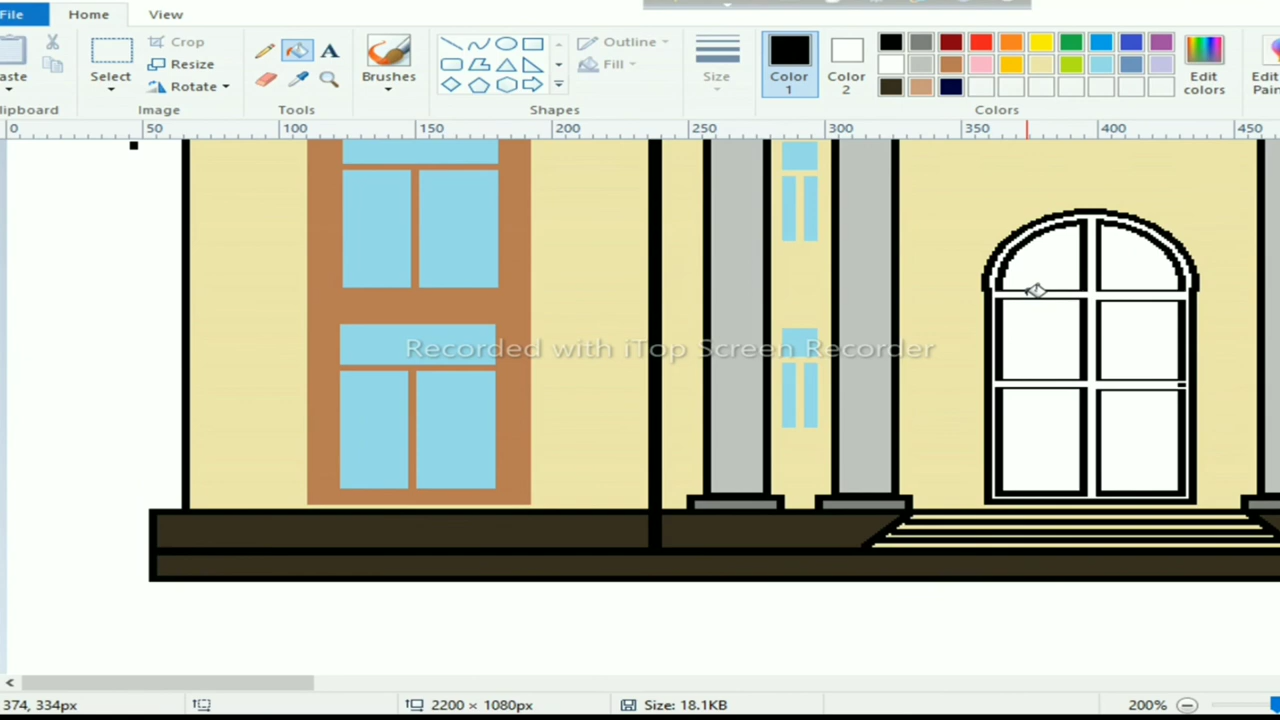 File Home View
Crop Outline
Resize Fill
aste Select Rotate Brushes Size Color 1 Color 2 Edit colors Edit Pain
lipboard Image Tools Shapes Colors
0 50 100 150 200 250 300 350 400 450
Recorded with iTop Screen Recorder
374, 334px 2200 × 1080px Size: 18.1KB 200%